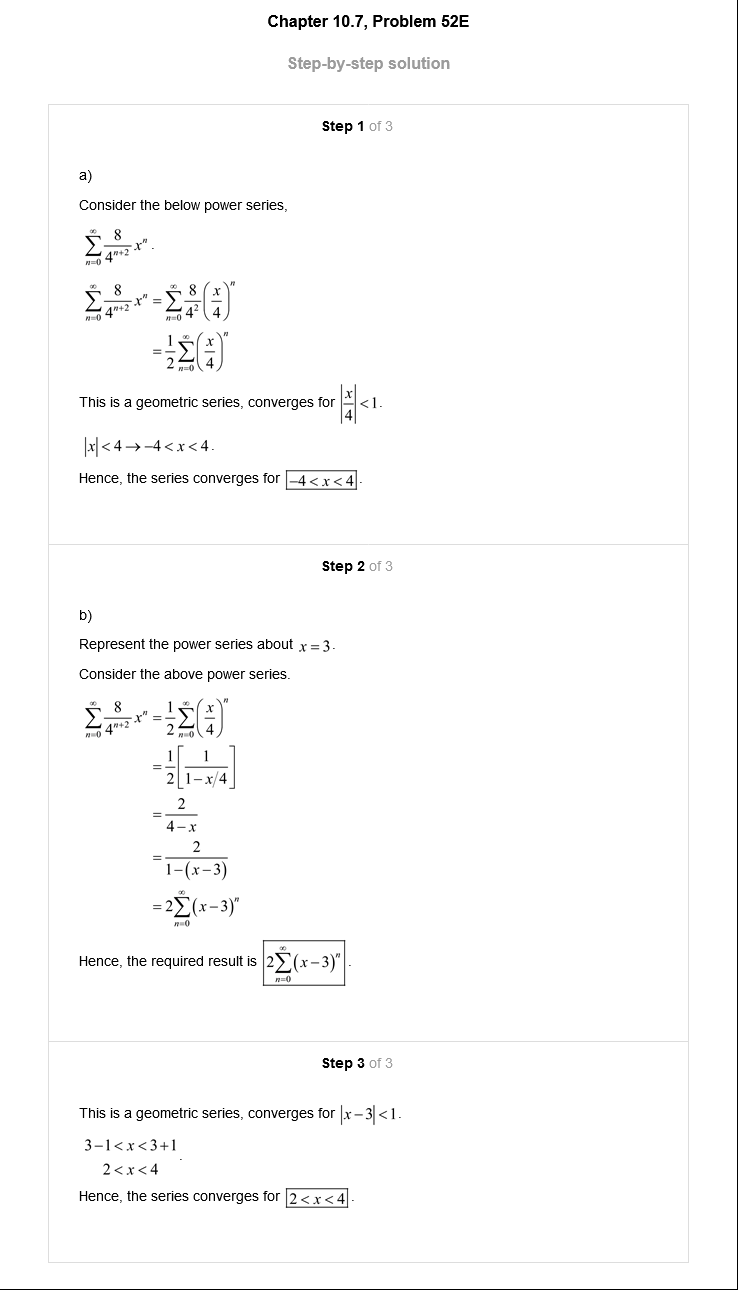 Chapter 10.7, Problem 52E
Step-by-step solution
Step 1 of 3
a)
Consider the below power series,
$\sum_{n=0}^{\infty} \frac{8}{4^{n+2}} x^n$.
$\sum_{n=0}^{\infty} \frac{8}{4^{n+2}} x^n = \sum_{n=0}^{\infty} \frac{8}{4^2} \left(\frac{x}{4}\right)^n$
$= \frac{1}{2} \sum_{n=0}^{\infty} \left(\frac{x}{4}\right)^n$
This is a geometric series, converges for $\left|\frac{x}{4}\right| < 1$.
$|x| < 4 \rightarrow -4 < x < 4$.
Hence, the series converges for $\boxed{-4 < x < 4}$.
Step 2 of 3
b)
Represent the power series about $x = 3$.
Consider the above power series.
$\sum_{n=0}^{\infty} \frac{8}{4^{n+2}} x^n = \frac{1}{2} \sum_{n=0}^{\infty} \left(\frac{x}{4}\right)^n$
$= \frac{1}{2} \left[\frac{1}{1-x/4}\right]$
$= \frac{2}{4-x}$
$= \frac{2}{1-(x-3)}$
$= 2\sum_{n=0}^{\infty} (x-3)^n$
Hence, the required result is $\boxed{2\sum_{n=0}^{\infty} (x-3)^n}$.
Step 3 of 3
This is a geometric series, converges for $|x-3| < 1$.
$3-1 < x < 3+1$
$2 < x < 4$.
Hence, the series converges for $\boxed{2 < x < 4}$.